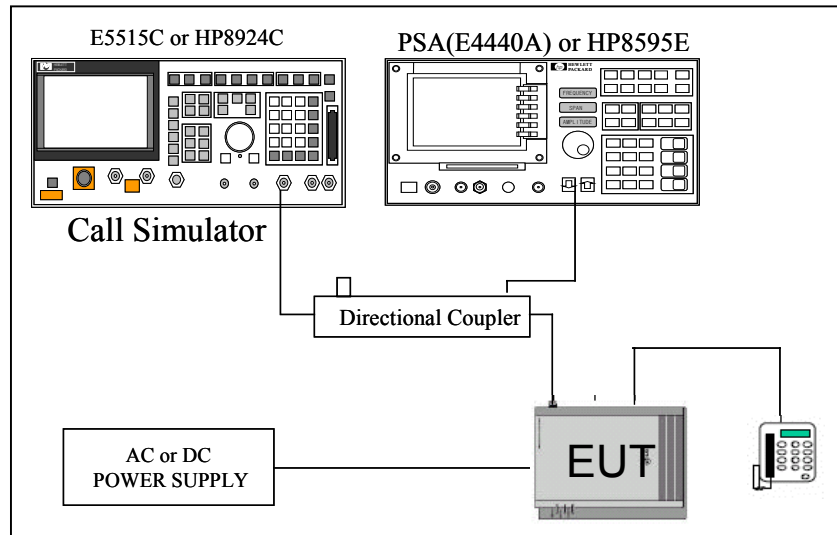 E5515C or HP8924C
PSA(E4440A) or HP8595E
HEWLETT
PACKARD
FREQUENCY
SPAN
AMPLITUDE
Call Simulator
Directional Coupler
EUT
AC or DC
POWER SUPPLY